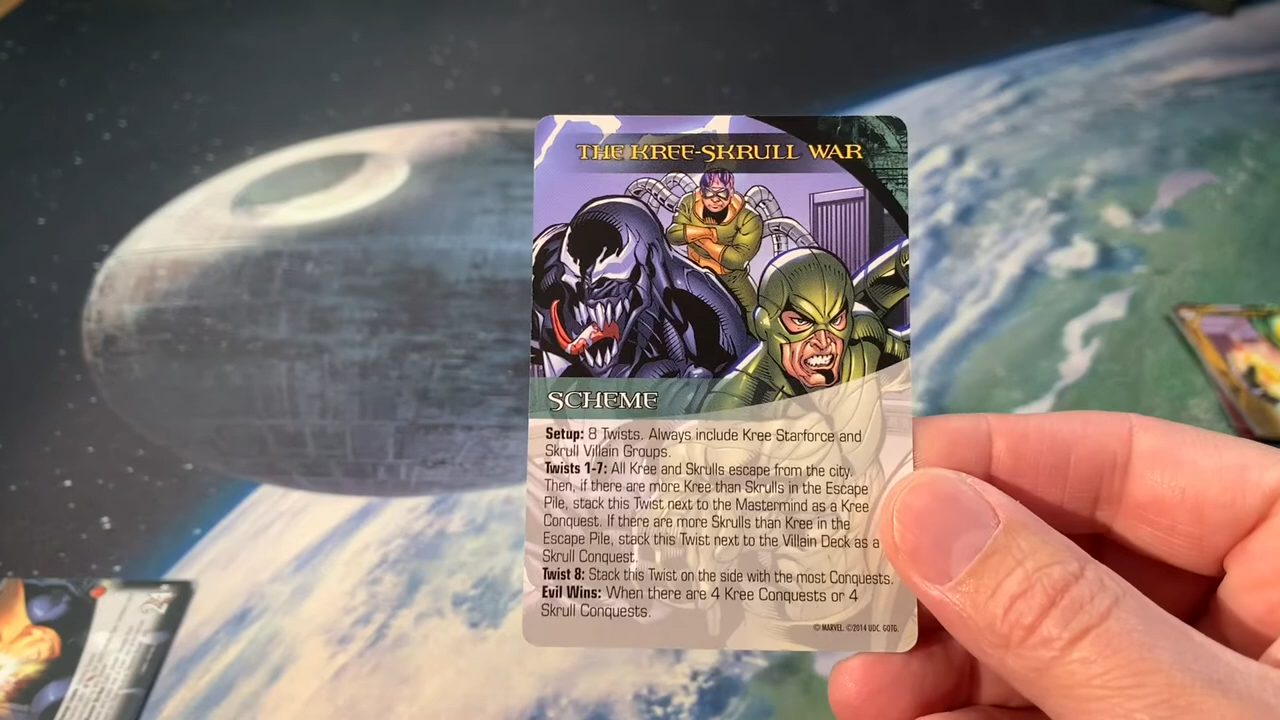 THE KREE-SKRULL WAR
SCHEME
Setup: 8 Twists. Always include Kree Starforce and
Skrull Villain Groups.
Twists 1-7: All Kree and Skrulls escape from the city.
Then, if there are more Kree than Skrulls in the Escape
Pile, stack this Twist next to the Mastermind as a Kree
Conquest. If there are more Skrulls than Kree in the
Escape Pile, stack this Twist next to the Villain Deck as a
Skrull Conquest.
Twist 8: Stack this Twist on the side with the most Conquests.
Evil Wins: When there are 4 Kree Conquests or 4
Skrull Conquests.
© MARVEL. ©2014 UDC. GOTG.